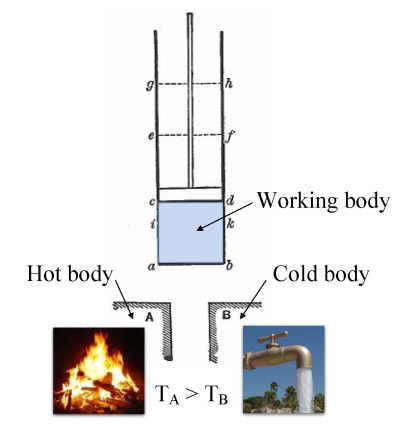 g h
e f
c d
Working body
i k
a b
Hot body Cold body
A B
T_A > T_B